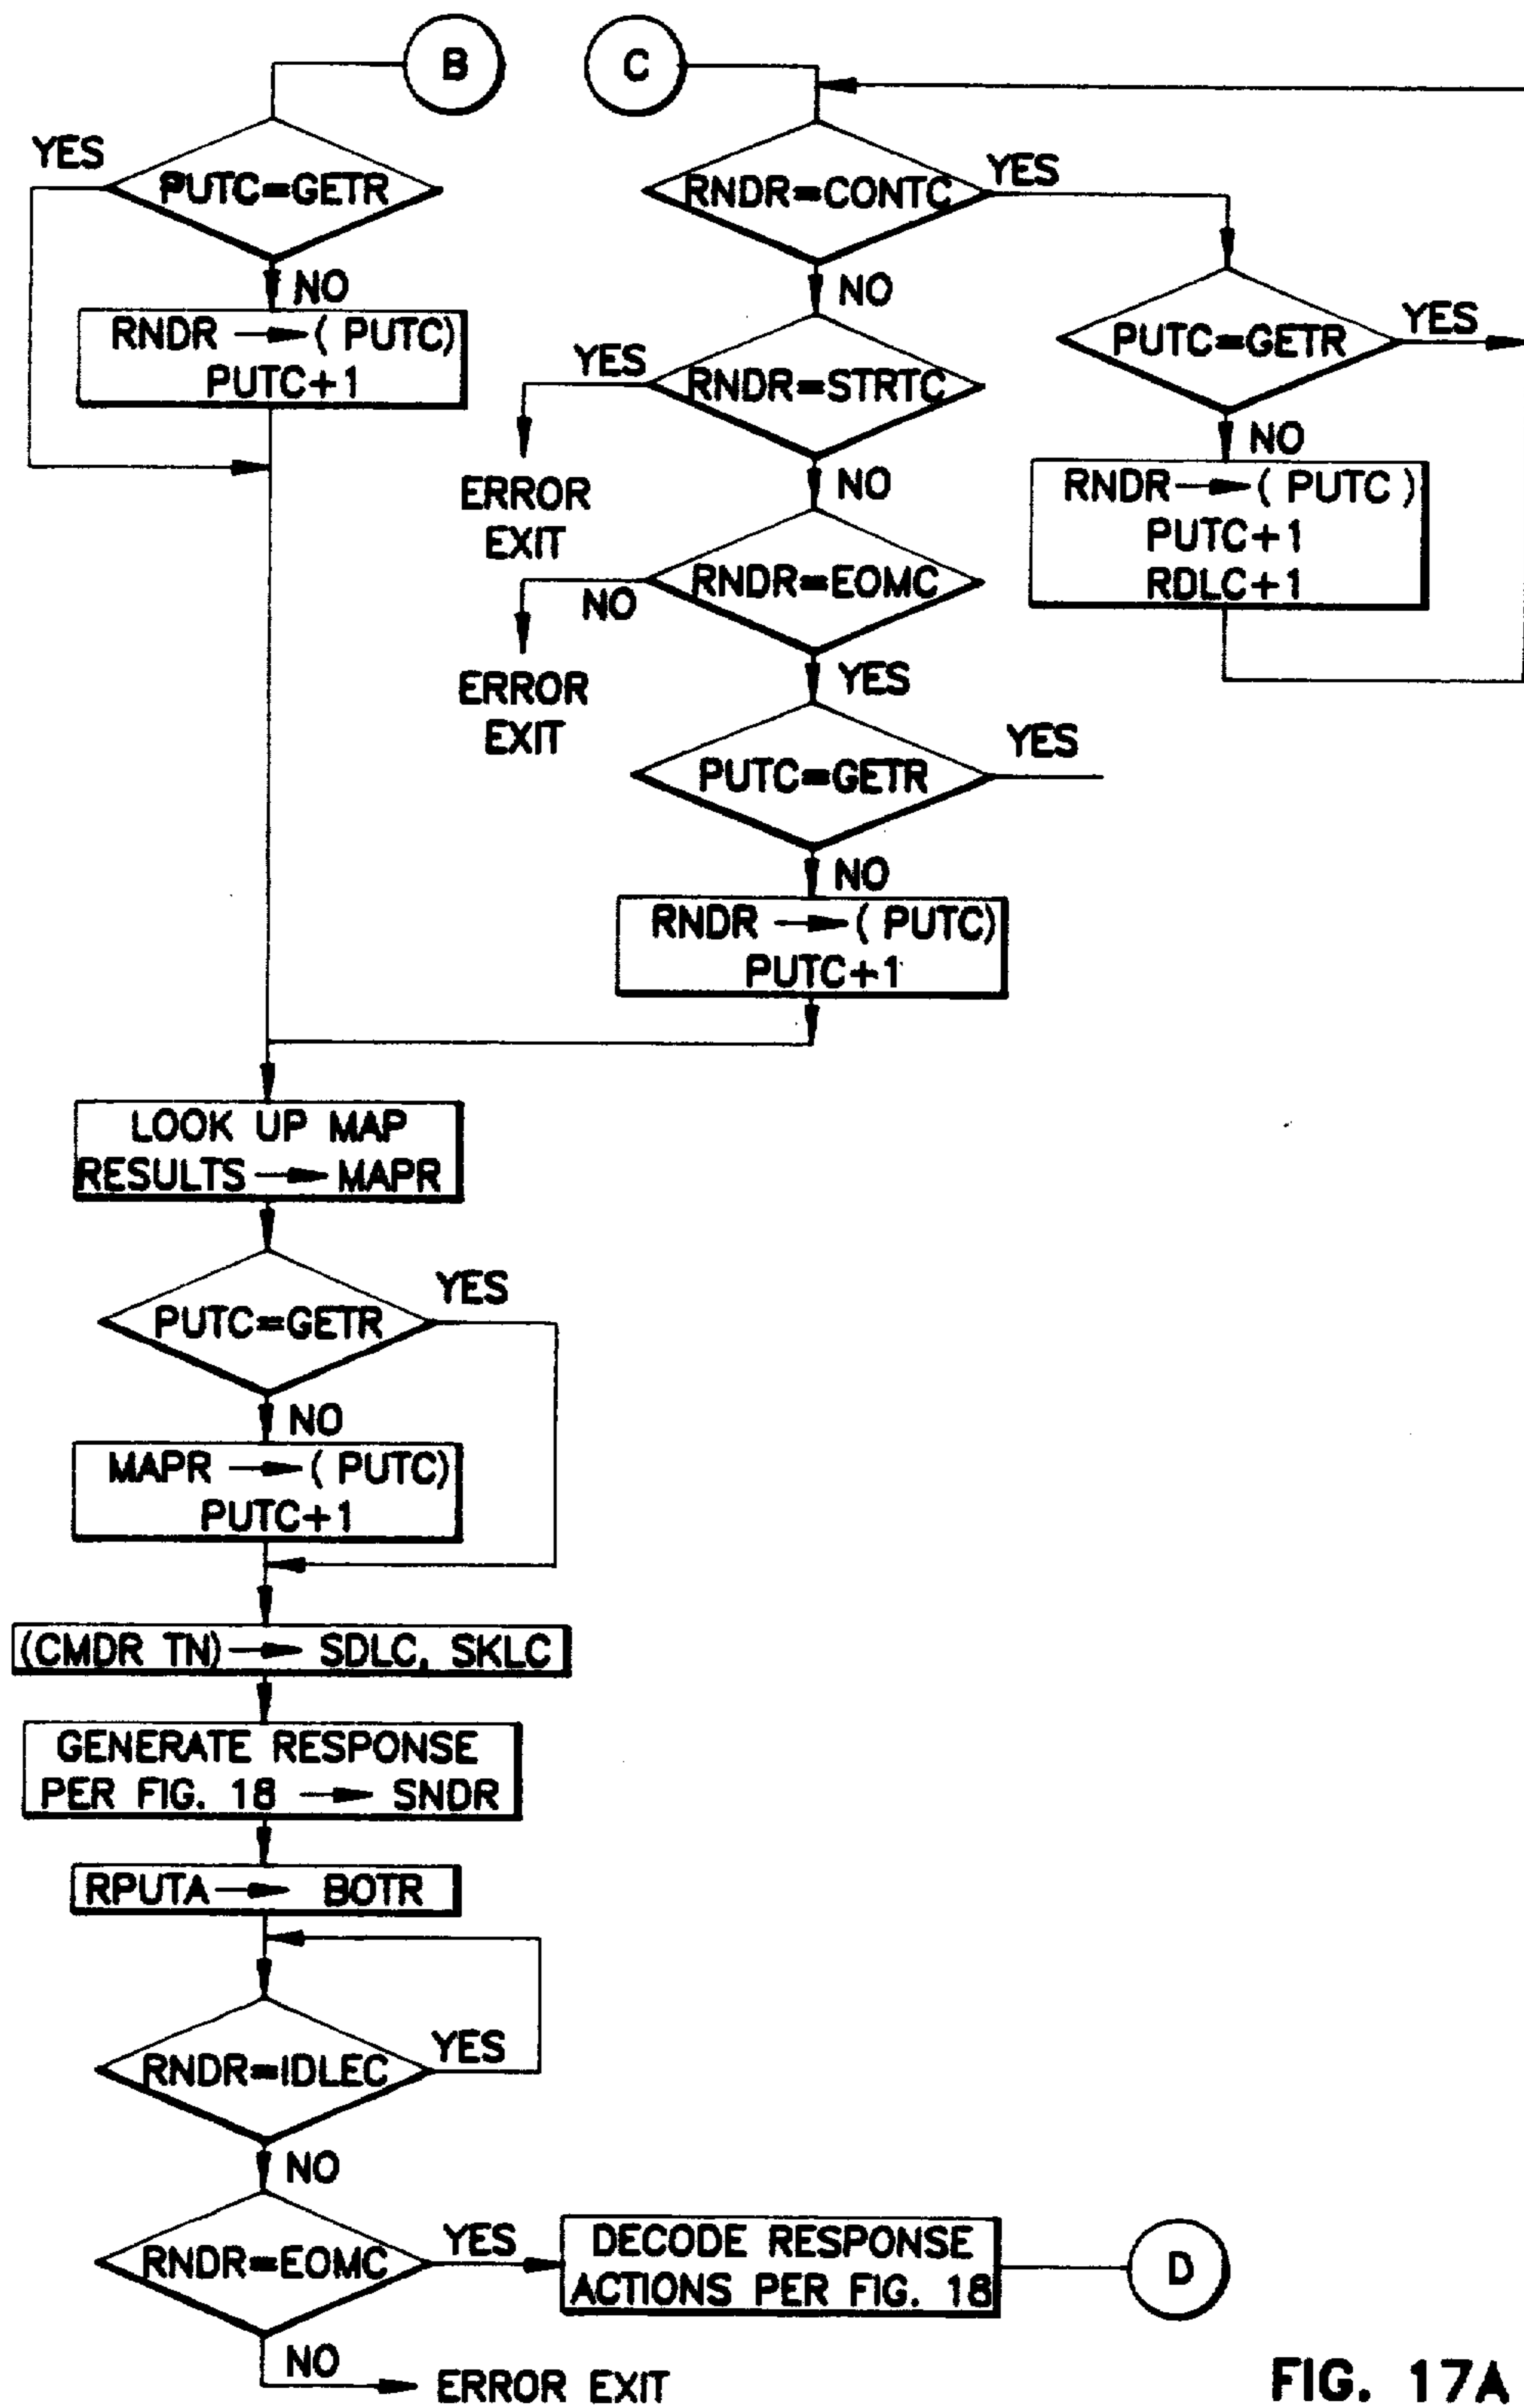 B
C
YES
PUTC=GETR
NO
RNDR → ( PUTC)
PUTC+1
RNDR=CONTC
YES
NO
PUTC=GETR
YES
NO
RNDR → ( PUTC )
PUTC+1
RDLC+1
YES
RNDR=STRTC
ERROR
EXIT
NO
RNDR=EOMC
NO
ERROR
EXIT
YES
PUTC=GETR
YES
NO
RNDR → ( PUTC)
PUTC+1
LOOK UP MAP
RESULTS → MAPR
PUTC=GETR
YES
NO
MAPR → ( PUTC)
PUTC+1
(CMDR TN) → SDLC, SKLC
GENERATE RESPONSE
PER FIG. 18 → SNDR
RPUTA → BOTR
RNDR=IDLEC
YES
NO
RNDR=EOMC
YES
DECODE RESPONSE
ACTIONS PER FIG. 18
D
NO
ERROR EXIT
FIG. 17A